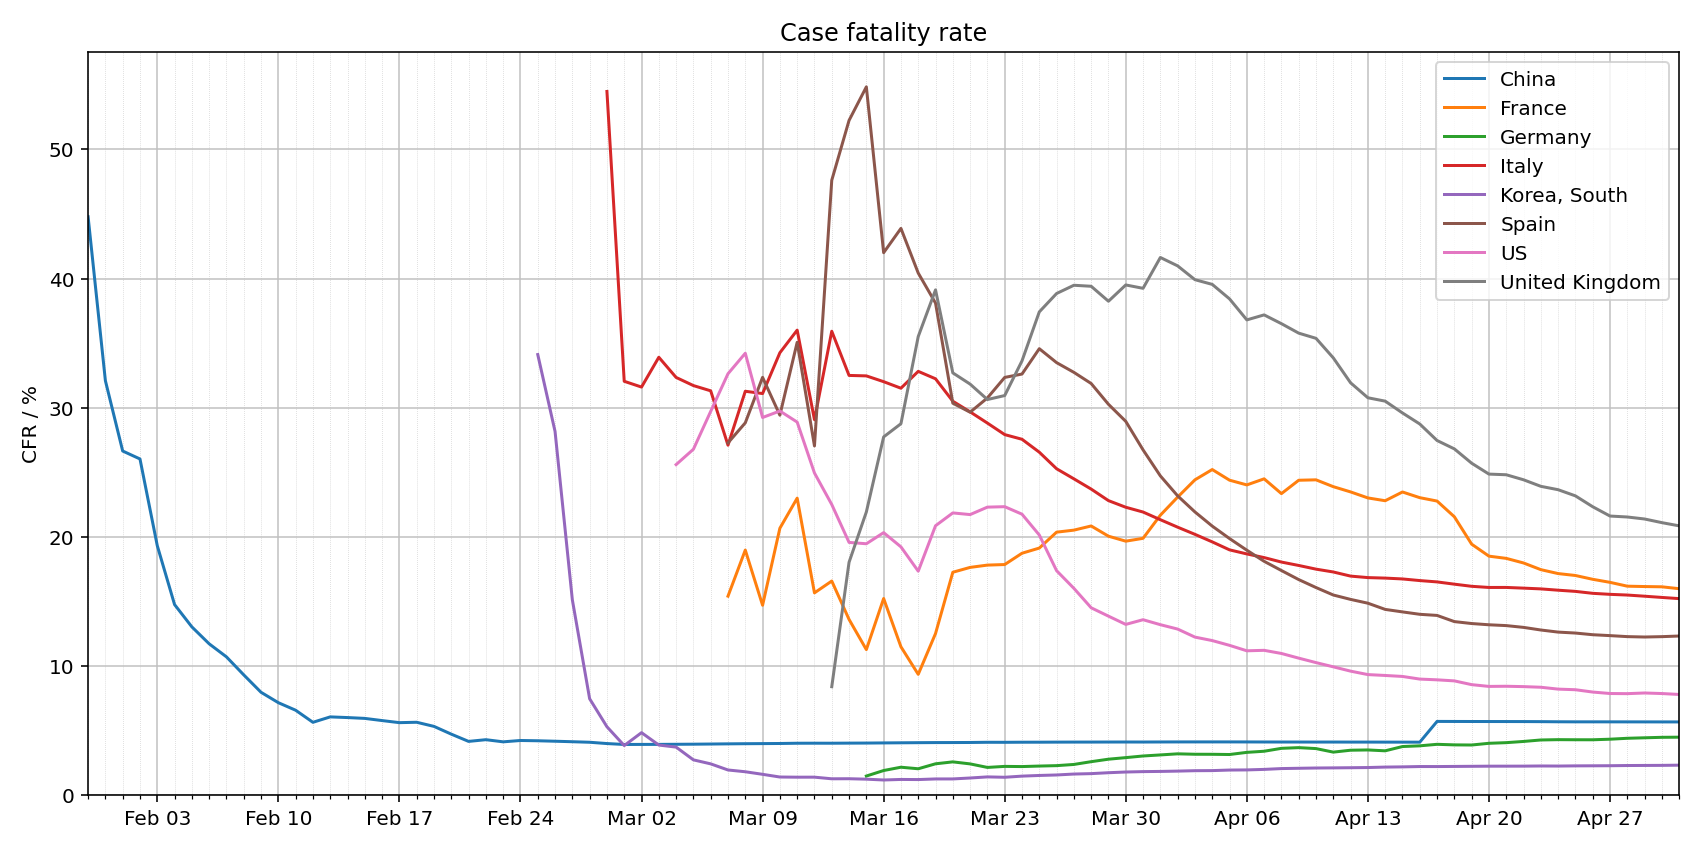 Case fatality rate
CFR / %
50
40
30
20
10
0
Feb 03
Feb 10
Feb 17
Feb 24
Mar 02
Mar 09
Mar 16
Mar 23
Mar 30
Apr 06
Apr 13
Apr 20
Apr 27
China
France
Germany
Italy
Korea, South
Spain
US
United Kingdom